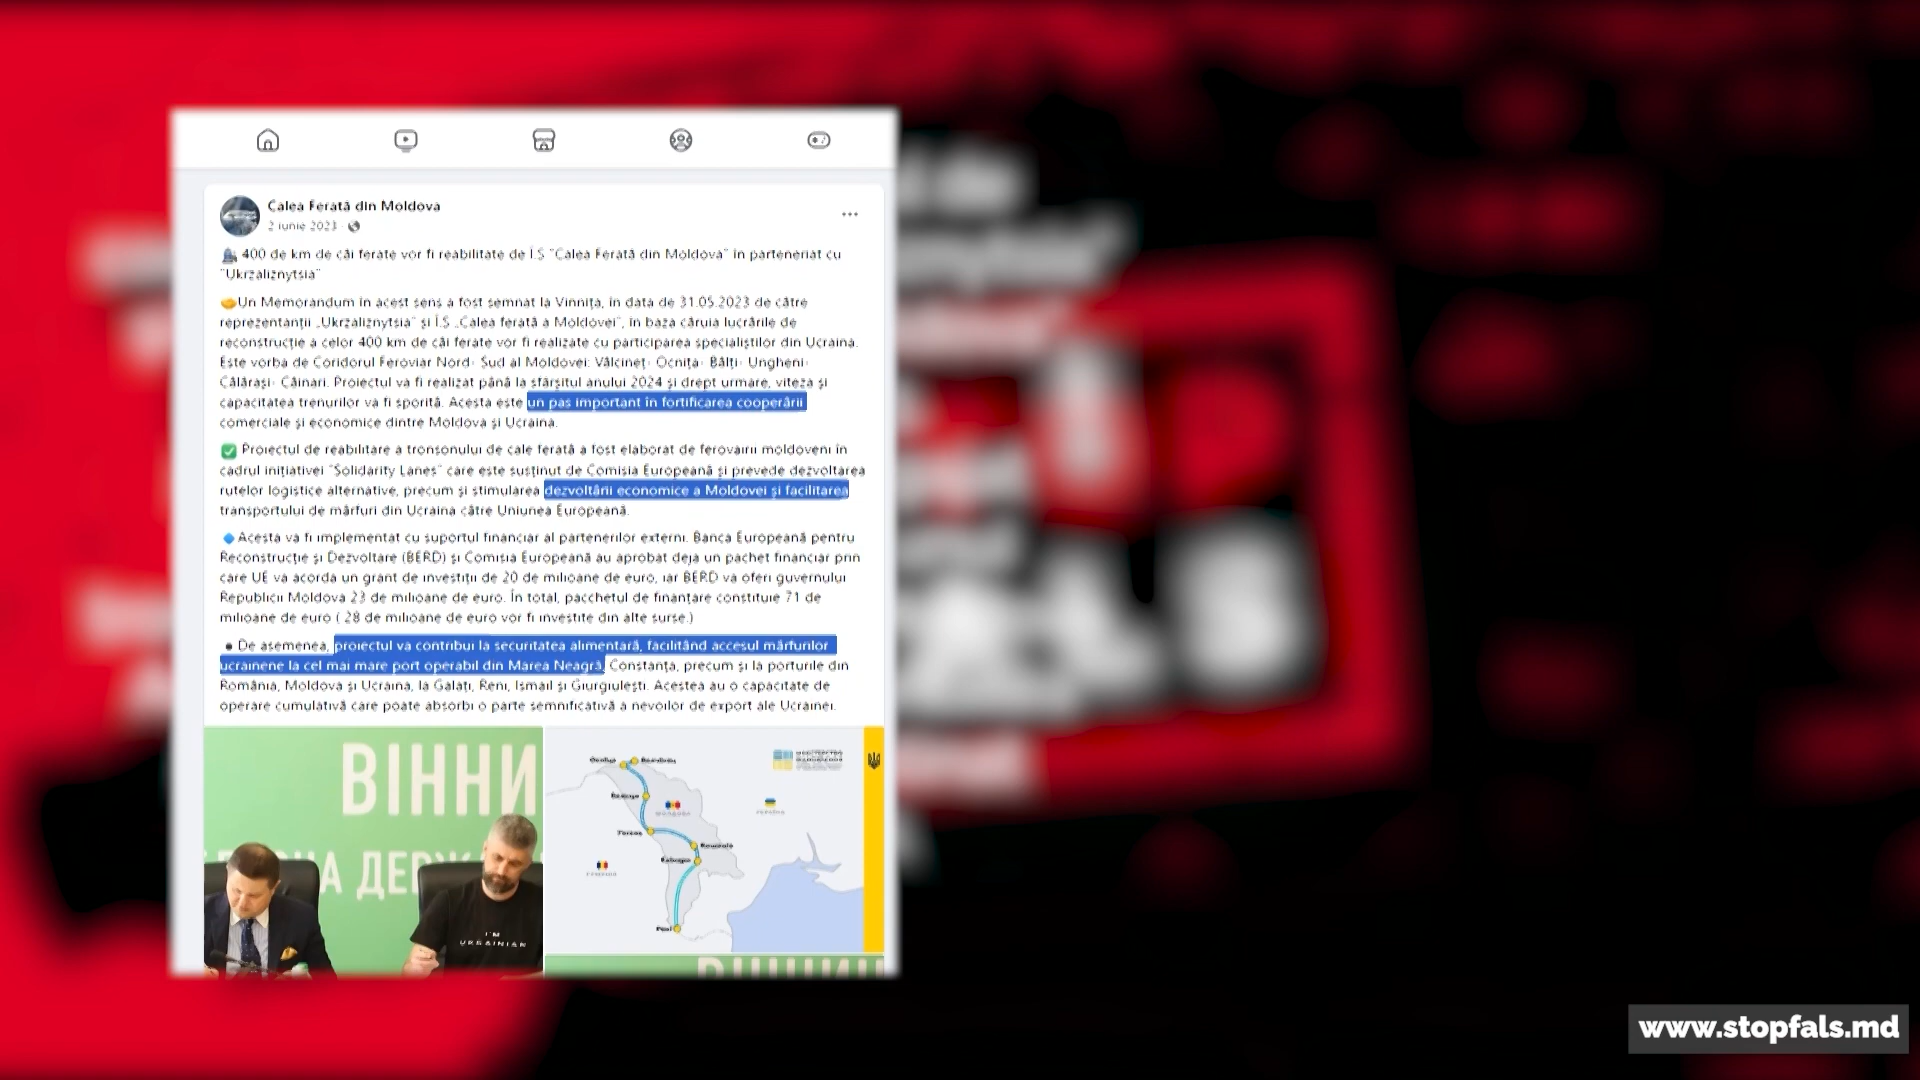 Calea Ferată din Moldova
2 iunie 2023
400 de km de căi ferate vor fi reabilitate de Î.S "Calea Ferată din Moldova" în parteneriat cu
"Ukrzaliznytsia"
Un Memorandum în acest sens a fost semnat la Vinnița, în data de 31.05.2023 de către
reprezentanții „Ukrzaliznytsia" și Î.S „Calea ferată a Moldovei", în baza căruia lucrările de
reconstrucție a celor 400 km de căi ferate vor fi realizate cu participarea specialiștilor din Ucraina.
Este vorba de Coridorul Feroviar Nord- Sud al Moldovei: Vălcineț- Ocnița- Bălți- Ungheni-
Călărași- Căinari. Proiectul va fi realizat până la sfârșitul anului 2024 și drept urmare, viteza și
capacitatea trenurilor va fi sporită. Acesta este un pas important în fortificarea cooperării
comerciale și economice dintre Moldova și Ucraina.
Proiectul de reabilitare a tronsonului de cale ferată a fost elaborat de feroviarii moldoveni în
cadrul inițiativei "Solidarity Lanes" care este susținut de Comisia Europeană și prevede dezvoltarea
rutelor logistice alternative, precum și stimularea dezvoltării economice a Moldovei și facilitarea
transportului de mărfuri din Ucraina către Uniunea Europeană.
Acesta va fi implementat cu suportul financiar al partenerilor externi. Banca Europeană pentru
Reconstrucție și Dezvoltare (BERD) și Comisia Europeană au aprobat deja un pachet financiar prin
care UE va acorda un grant de investiții de 20 de milioane de euro, iar BERD va oferi guvernului
Republicii Moldova 23 de milioane de euro. În total, pacchetul de finanțare constituie 71 de
milioane de euro ( 28 de milioane de euro vor fi investite din alte surse.)
De asemenea, proiectul va contribui la securitatea alimentară, facilitând accesul mărfurilor
ucrainene la cel mai mare port operabil din Marea Neagră, Constanța, precum și la porturile din
România, Moldova și Ucraina, la Galați, Reni, Ismail și Giurgiulești. Acestea au o capacitate de
operare cumulativă care poate absorbi o parte semnificativă a nevoilor de export ale Ucrainei.
ВІННИ
НА ДЕРЖ
I'M
UKRAINIAN
www.stopfals.md